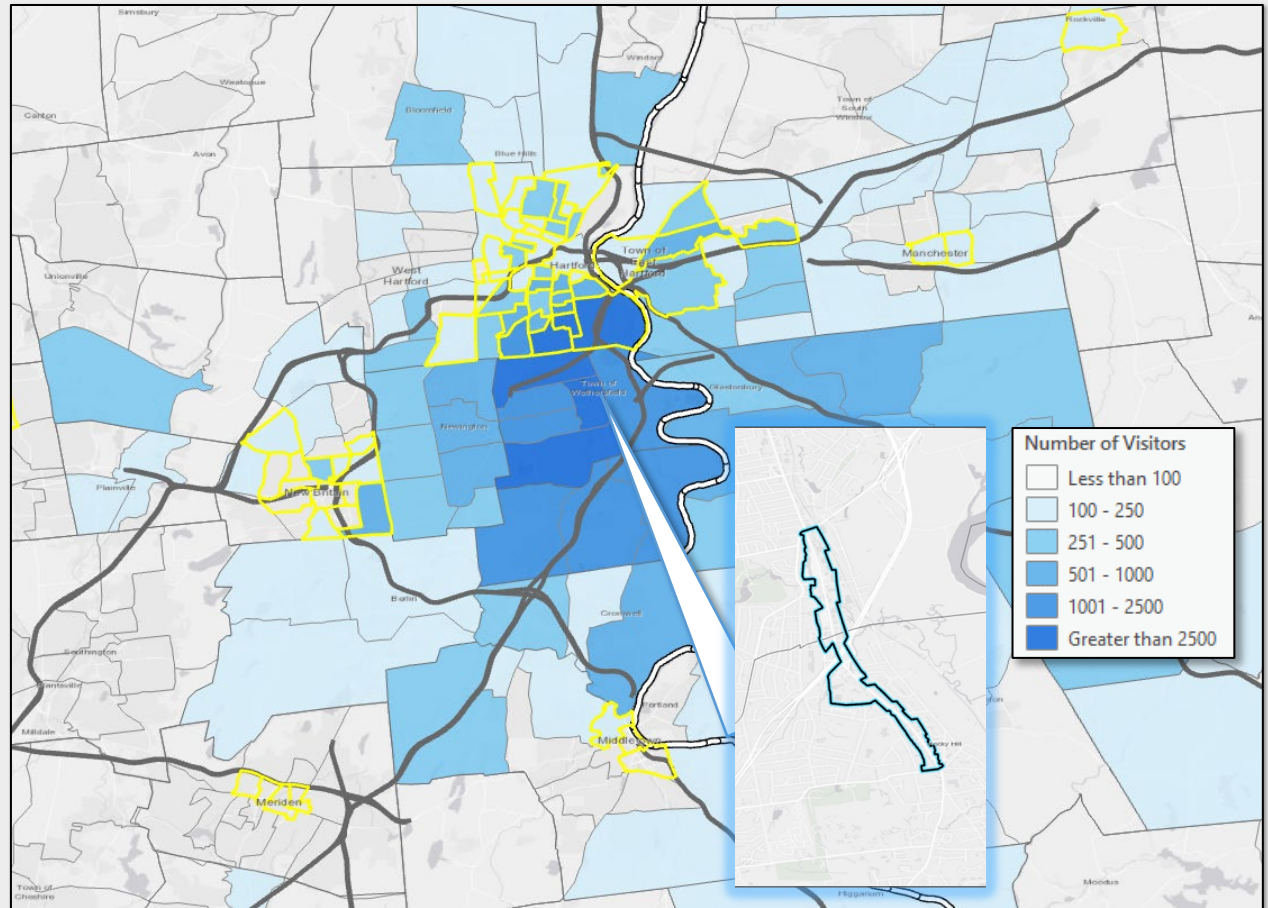 Simsbury
Rockville
Weatogue
Windsor
Canton
Bloomfield
Town of
South
Windsor
Avon
Blue Hills
Unionville
West
Hartford
Hartford
Town of
East
Hartford
Manchester
Town of
Wethersfield
Glastonbury
Newington
Plainville
New Britain
Berlin
Cromwell
Southington
Plantsville
Milldale
Portland
Middletown
Meriden
Rocky Hill
Town of
Cheshire
Higganum
Moodus
Number of Visitors
Less than 100
100 - 250
251 - 500
501 - 1000
1001 - 2500
Greater than 2500